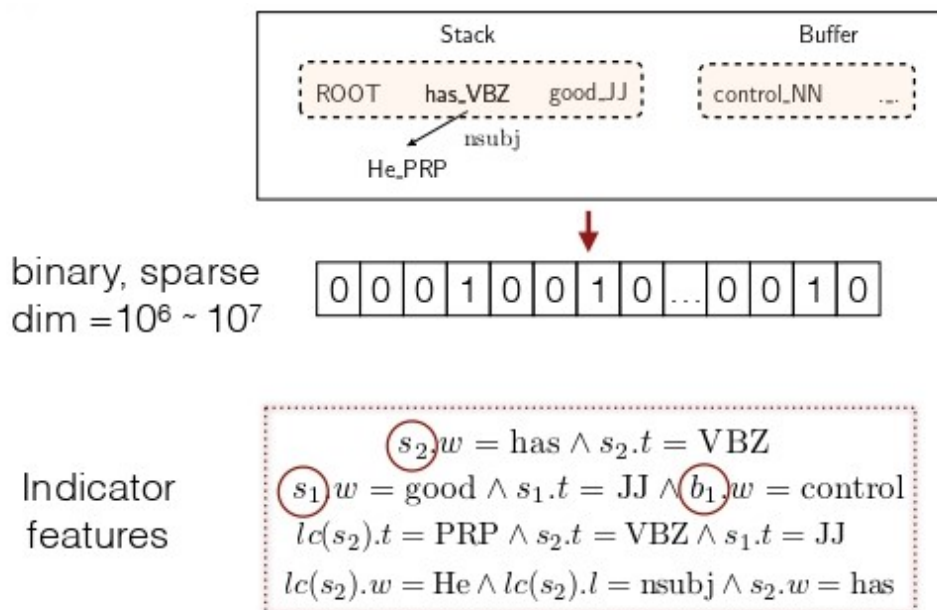 Stack Buffer
ROOT has_VBZ good_JJ control_NN ._.
nsubj
He_PRP
binary, sparse
dim =10⁶ ~ 10⁷
0 0 0 1 0 0 1 0 ... 0 0 1 0
Indicator
features
s₂.w = has ∧ s₂.t = VBZ
s₁.w = good ∧ s₁.t = JJ ∧ b₁.w = control
lc(s₂).t = PRP ∧ s₂.t = VBZ ∧ s₁.t = JJ
lc(s₂).w = He ∧ lc(s₂).l = nsubj ∧ s₂.w = has